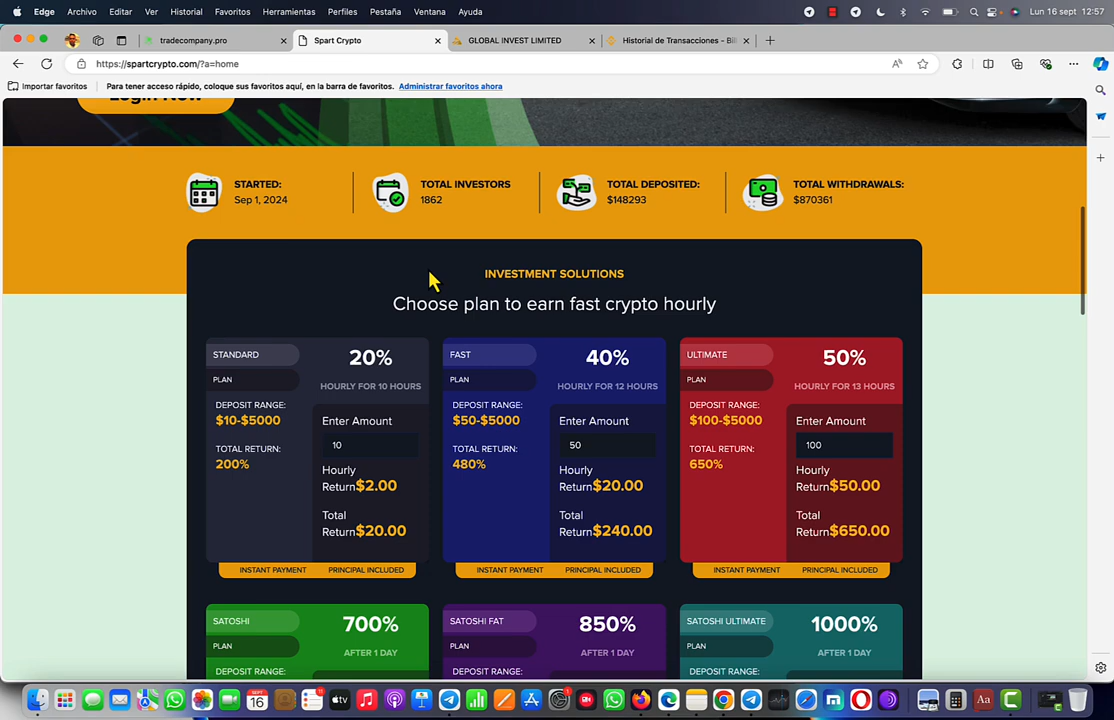 Edge Archivo Editar Ver Historial Favoritos Herramientas Perfiles Pestaña Ventana Ayuda Lun 16 sept 12:57
tradecompany.pro Spart Crypto GLOBAL INVEST LIMITED Historial de Transacciones - Bil
https://spartcrypto.com/?a=home
Importar favoritos Para tener acceso rápido, coloque sus favoritos aquí, en la barra de favoritos. Administrar favoritos ahora
Login Now
STARTED: TOTAL INVESTORS TOTAL DEPOSITED: TOTAL WITHDRAWALS:
Sep 1, 2024 1862 $148293 $870361
INVESTMENT SOLUTIONS
Choose plan to earn fast crypto hourly
STANDARD 20% FAST 40% ULTIMATE 50%
PLAN HOURLY FOR 10 HOURS PLAN HOURLY FOR 12 HOURS PLAN HOURLY FOR 13 HOURS
DEPOSIT RANGE: DEPOSIT RANGE: DEPOSIT RANGE:
$10-$5000 Enter Amount $50-$5000 Enter Amount $100-$5000 Enter Amount
10 50 100
TOTAL RETURN: TOTAL RETURN: TOTAL RETURN:
200% Hourly 480% Hourly 650% Hourly
Return$2.00 Return$20.00 Return$50.00
Total Total Total
Return$20.00 Return$240.00 Return$650.00
INSTANT PAYMENT PRINCIPAL INCLUDED INSTANT PAYMENT PRINCIPAL INCLUDED INSTANT PAYMENT PRINCIPAL INCLUDED
SATOSHI 700% SATOSHI FAT 850% SATOSHI ULTIMATE 1000%
PLAN AFTER 1 DAY PLAN AFTER 1 DAY PLAN AFTER 1 DAY
DEPOSIT RANGE: DEPOSIT RANGE: DEPOSIT RANGE:
SEPT
16
Aa